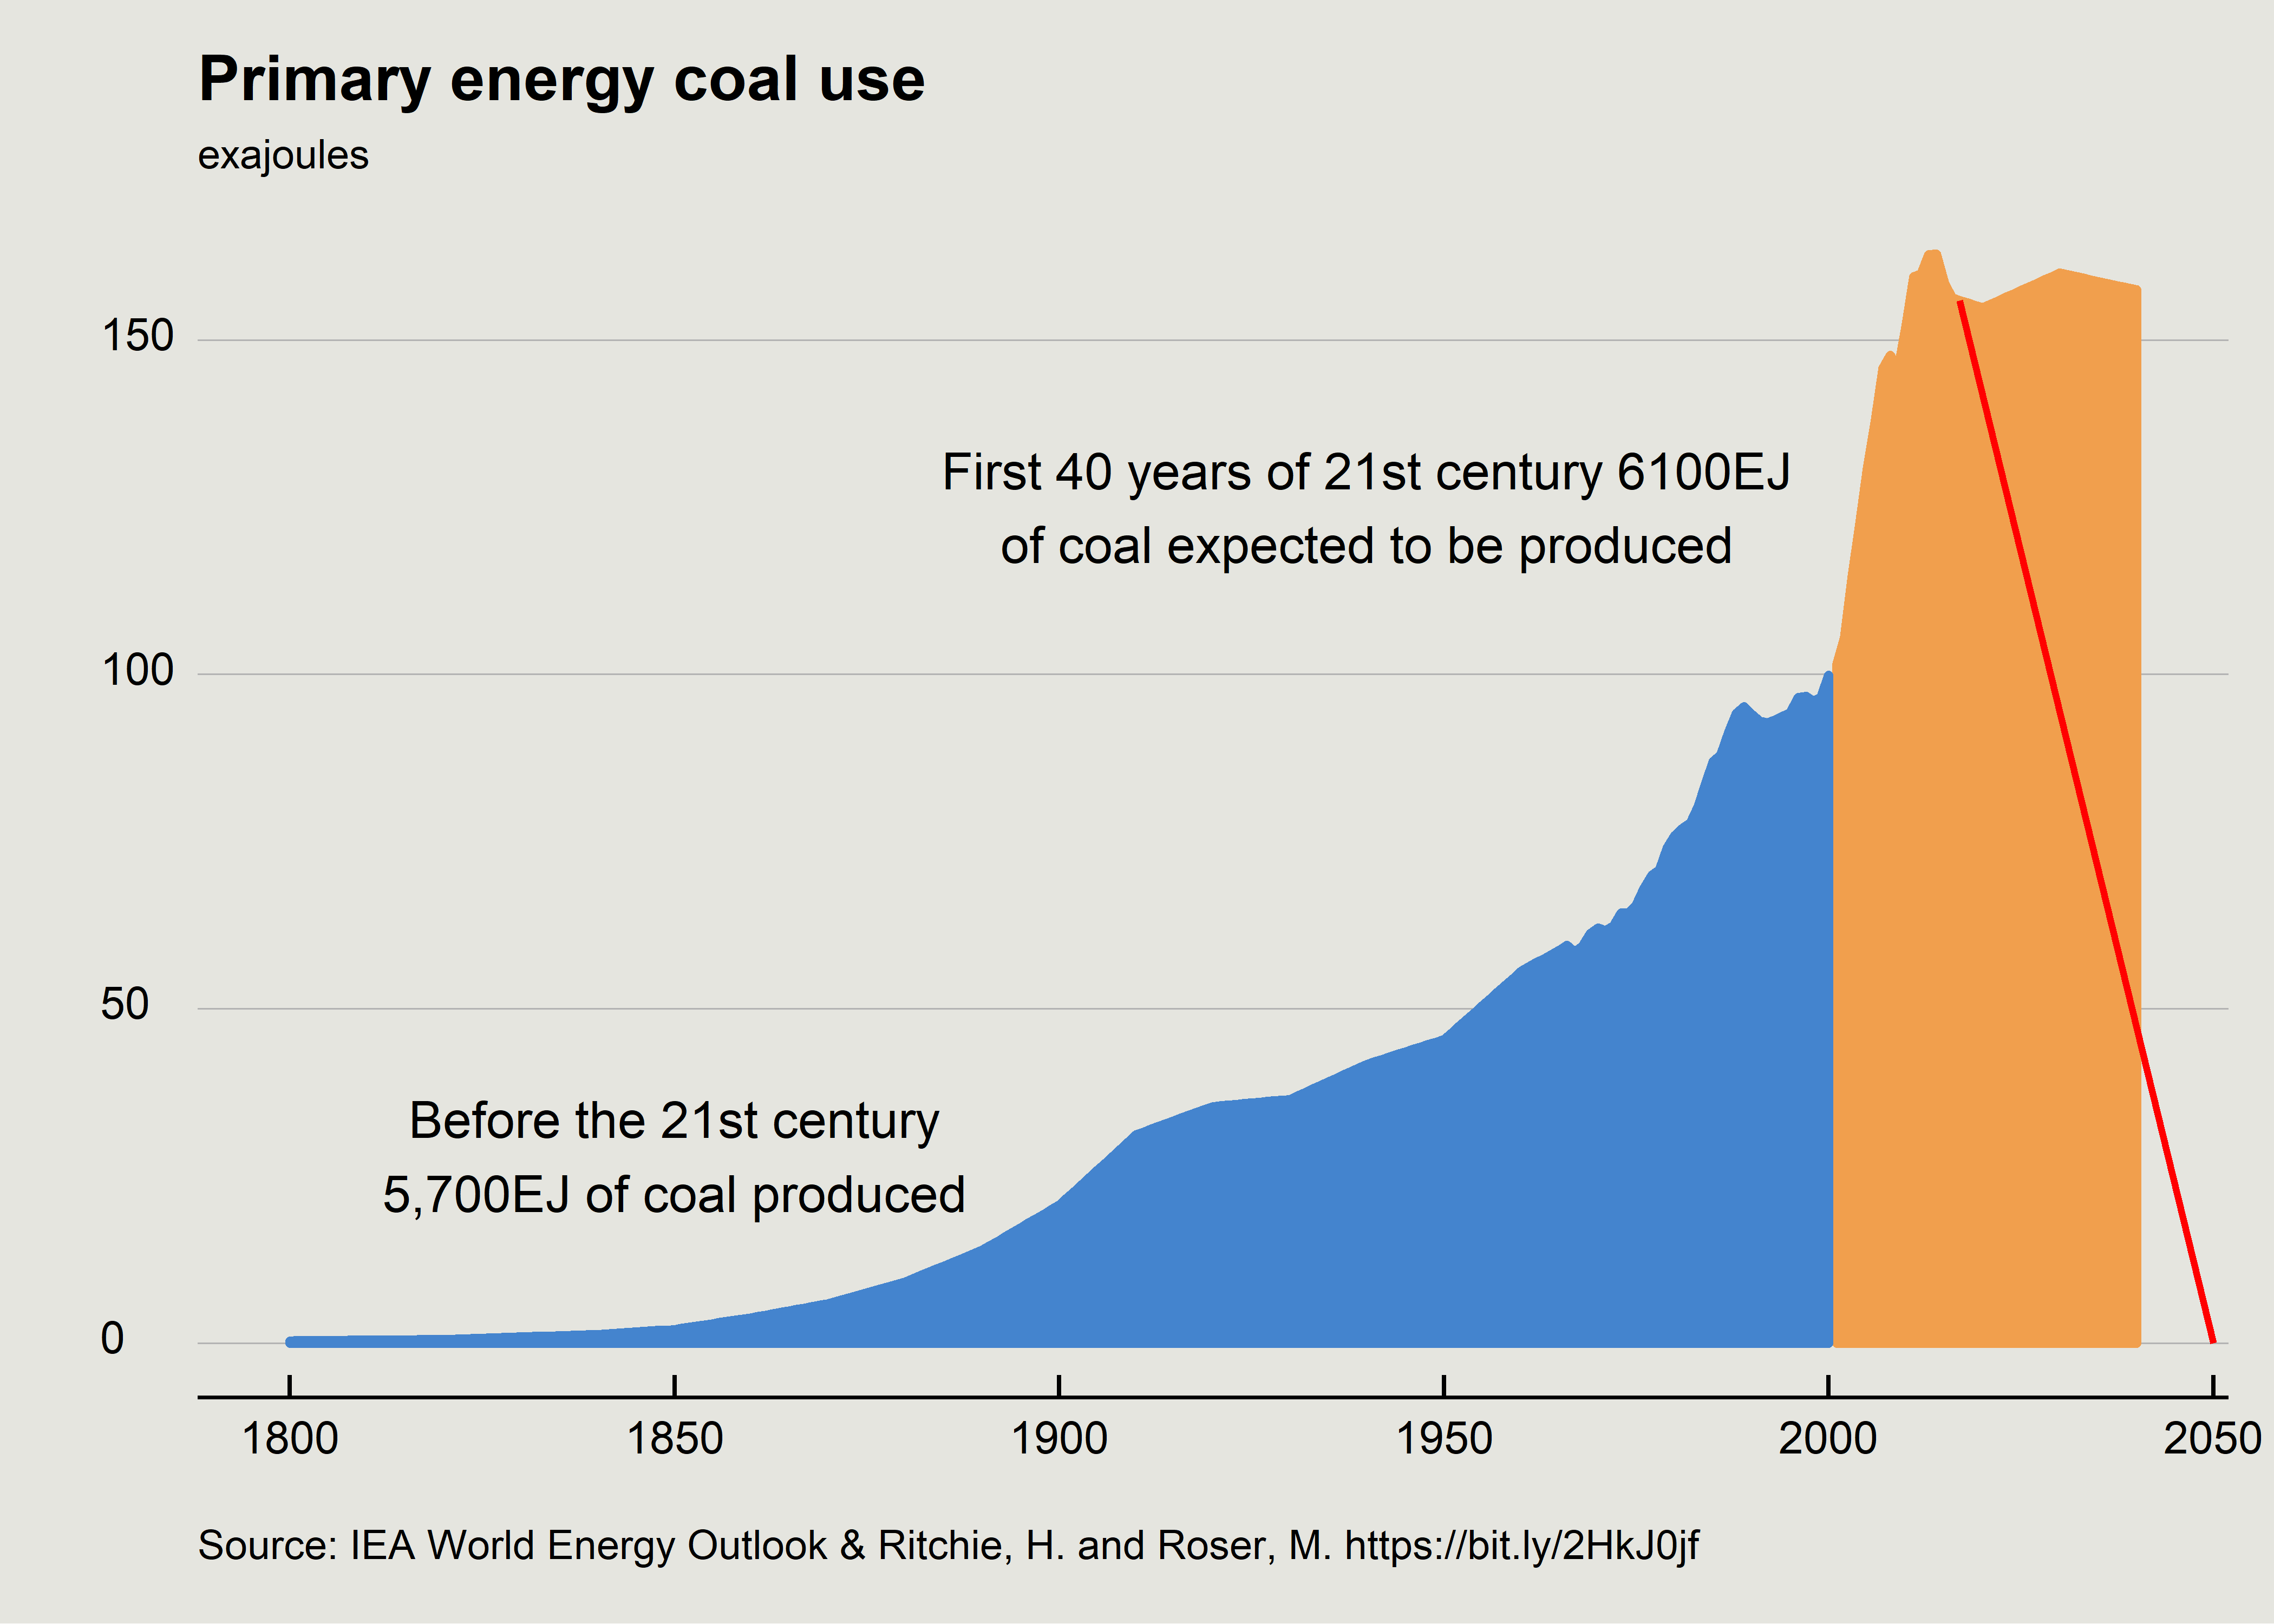 Primary energy coal use
exajoules
150
First 40 years of 21st century 6100EJ
of coal expected to be produced
100
50
Before the 21st century
5,700EJ of coal produced
0
1800 1850 1900 1950 2000 2050
Source: IEA World Energy Outlook & Ritchie, H. and Roser, M. https://bit.ly/2HkJ0jf